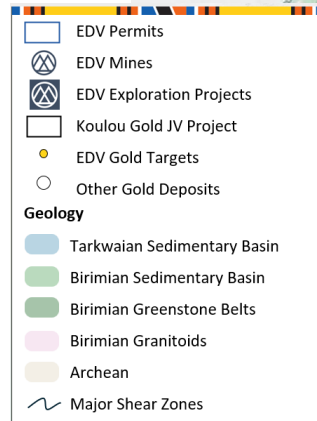 EDV Permits
EDV Mines
EDV Exploration Projects
Koulou Gold JV Project
EDV Gold Targets
Other Gold Deposits
Geology
Tarkwaian Sedimentary Basin
Birimian Sedimentary Basin
Birimian Greenstone Belts
Birimian Granitoids
Archean
Major Shear Zones